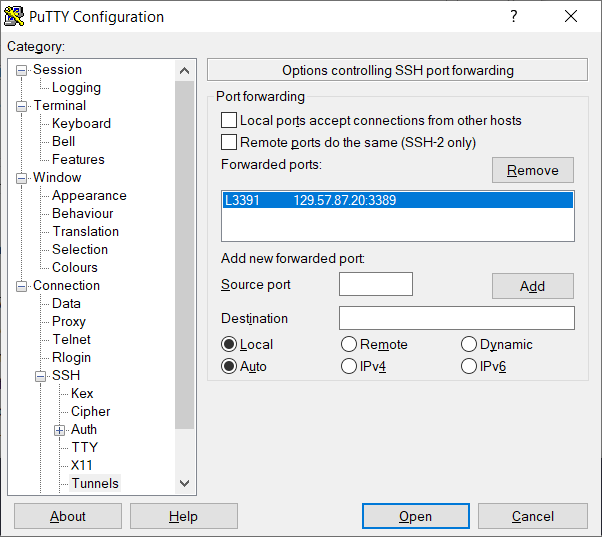 PuTTY Configuration
?
Category:
Session
Logging
Terminal
Keyboard
Bell
Features
Window
Appearance
Behaviour
Translation
Selection
Colours
Connection
Data
Proxy
Telnet
Rlogin
SSH
Kex
Cipher
Auth
TTY
X11
Tunnels
Options controlling SSH port forwarding
Port forwarding
Local ports accept connections from other hosts
Remote ports do the same (SSH-2 only)
Forwarded ports:
Remove
L3391 129.57.87.20:3389
Add new forwarded port:
Source port
Add
Destination
Local Remote Dynamic
Auto IPv4 IPv6
About Help Open Cancel